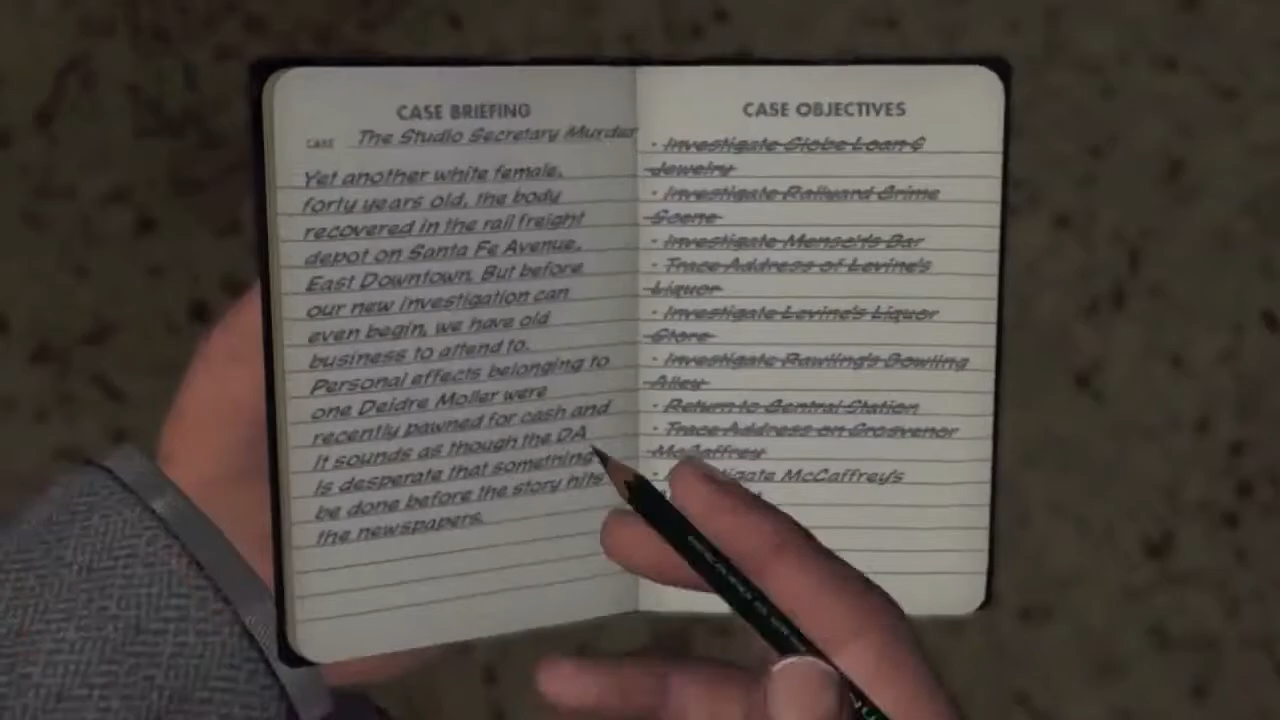 CASE BRIEFING
CASE The Studio Secretary Murder
Yet another white female,
forty years old, the body
recovered in the rail freight
depot on Santa Fe Avenue,
East Downtown. But before
our new investigation can
even begin, we have old
business to attend to.
Personal effects belonging to
one Deidre Moller were
recently pawned for cash and
it sounds as though the DA
is desperate that something
be done before the story hits
the newspapers.
CASE OBJECTIVES
- Investigate Globe Loan &
Jewelry
- Investigate Railyard Crime
Scene
- Investigate Mensch's Bar
- Trace Address of Levine's
Liquor
- Investigate Levine's Liquor
Store
- Investigate Rawling's Bowling
Alley
- Return to Central Station
- Trace Address on Grosvenor
McCaffrey
- tigate McCaffrey's